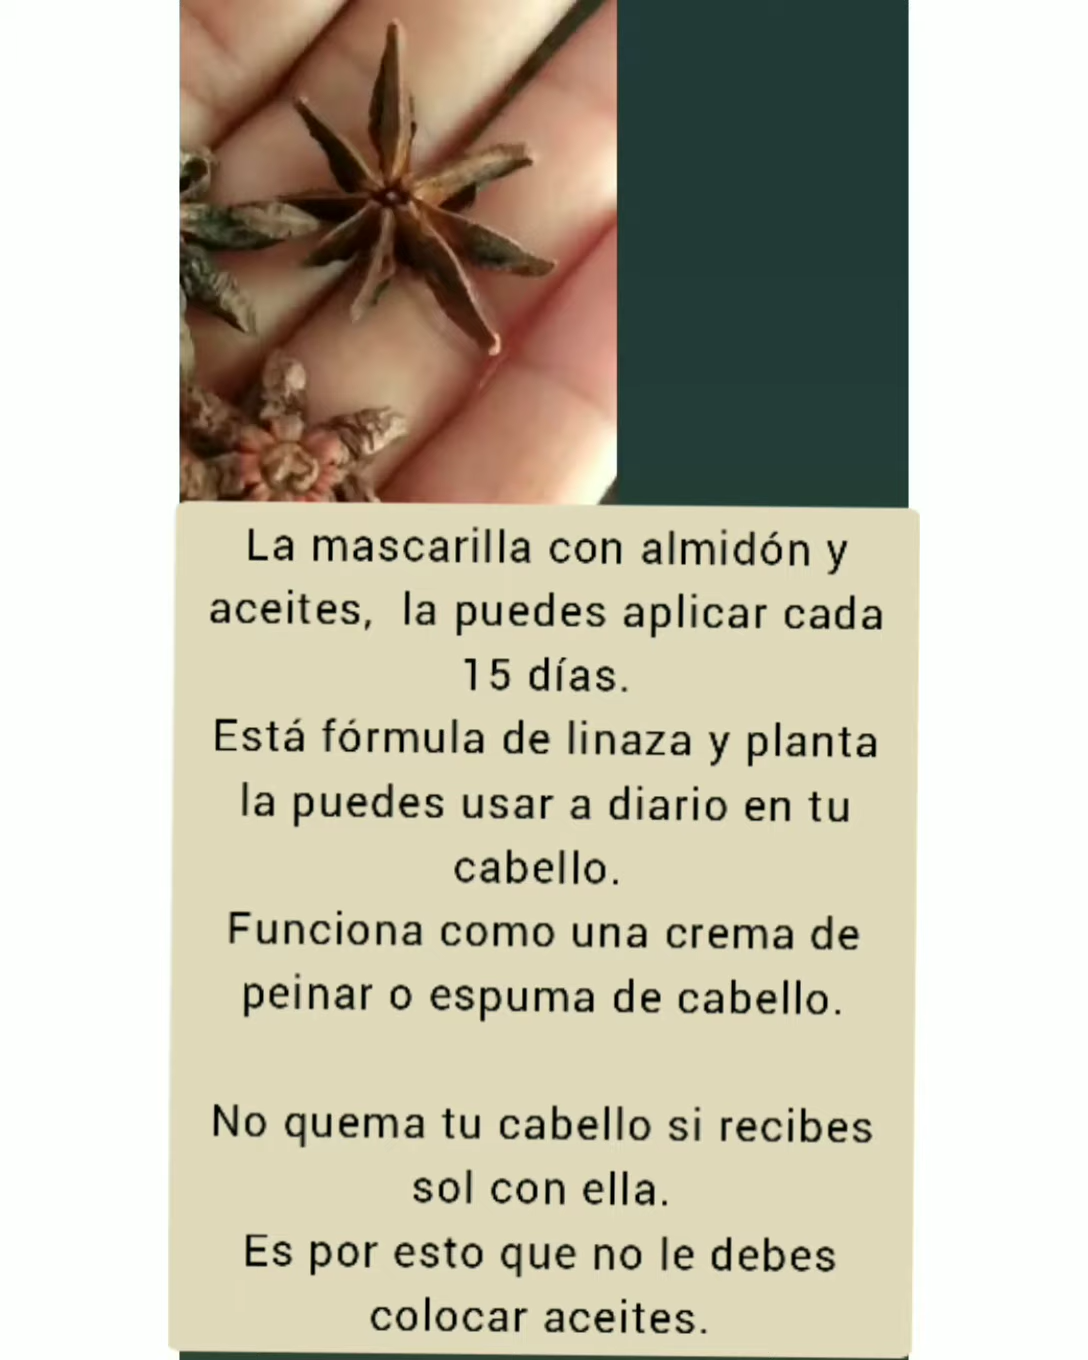 La mascarilla con almidón y
aceites, la puedes aplicar cada
15 días.
Está fórmula de linaza y planta
la puedes usar a diario en tu
cabello.
Funciona como una crema de
peinar o espuma de cabello.
No quema tu cabello si recibes
sol con ella.
Es por esto que no le debes
colocar aceites.